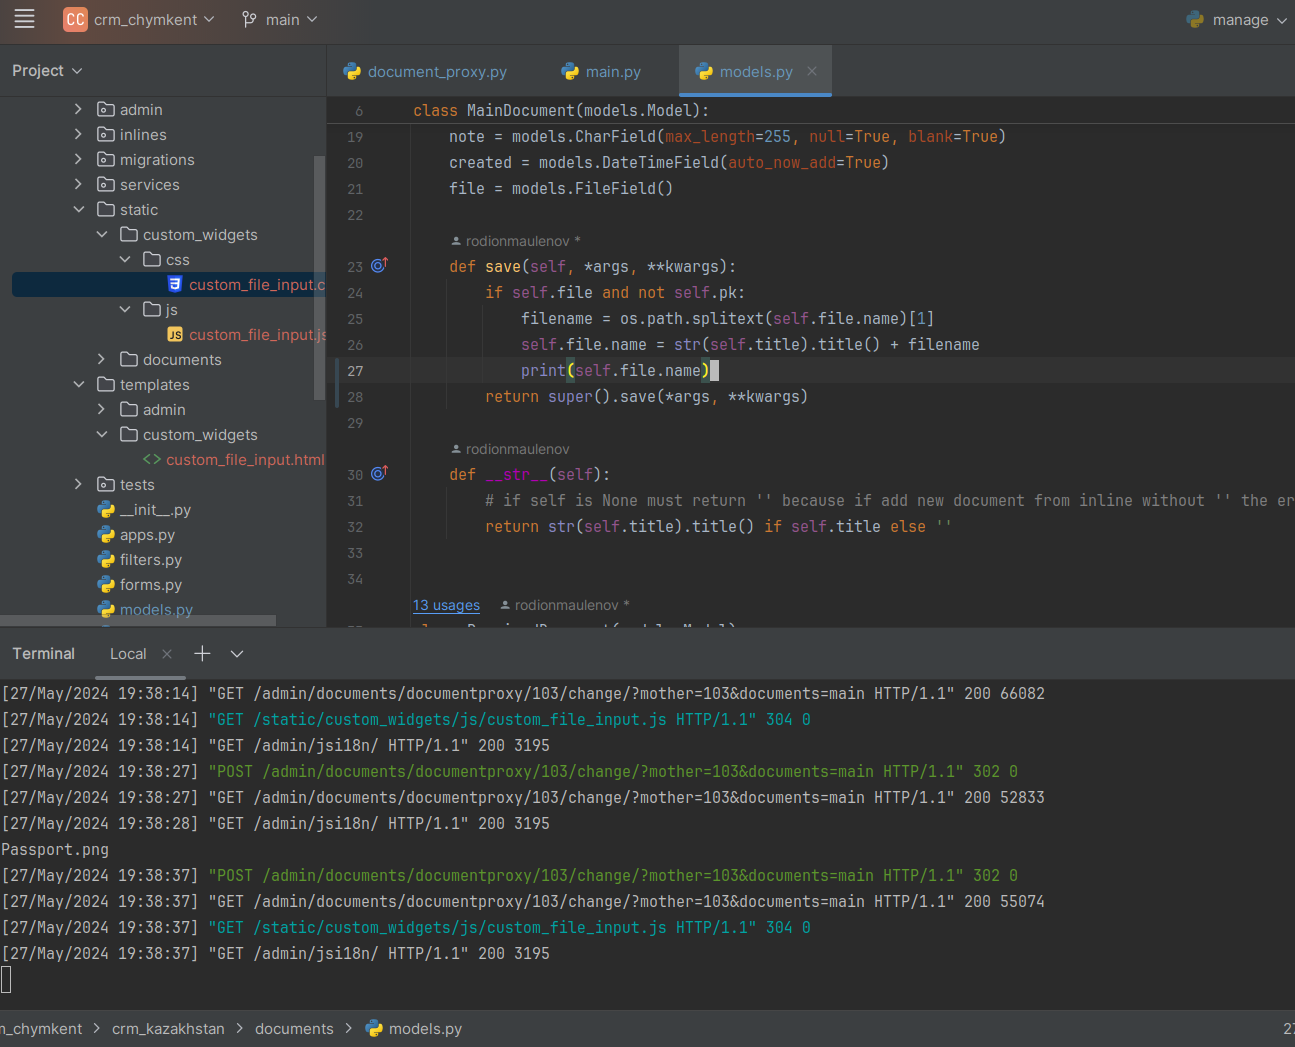 CC crm_chymkent main manage
Project document_proxy.py main.py models.py
admin
inlines
migrations
services
static
custom_widgets
css
custom_file_input.c
js
custom_file_input.js
documents
templates
admin
custom_widgets
custom_file_input.html
tests
__init__.py
apps.py
filters.py
forms.py
models.py
6 class MainDocument(models.Model):
19 note = models.CharField(max_length=255, null=True, blank=True)
20 created = models.DateTimeField(auto_now_add=True)
21 file = models.FileField()
22
rodionmaulenov *
23 def save(self, *args, **kwargs):
24 if self.file and not self.pk:
25 filename = os.path.splitext(self.file.name)[1]
26 self.file.name = str(self.title).title() + filename
27 print(self.file.name)
28 return super().save(*args, **kwargs)
29
rodionmaulenov
30 def __str__(self):
31 # if self is None must return '' because if add new document from inline without '' the er
32 return str(self.title).title() if self.title else ''
33
34
13 usages rodionmaulenov *
Terminal Local
[27/May/2024 19:38:14] "GET /admin/documents/documentproxy/103/change/?mother=103&documents=main HTTP/1.1" 200 66082
[27/May/2024 19:38:14] "GET /static/custom_widgets/js/custom_file_input.js HTTP/1.1" 304 0
[27/May/2024 19:38:14] "GET /admin/jsi18n/ HTTP/1.1" 200 3195
[27/May/2024 19:38:27] "POST /admin/documents/documentproxy/103/change/?mother=103&documents=main HTTP/1.1" 302 0
[27/May/2024 19:38:27] "GET /admin/documents/documentproxy/103/change/?mother=103&documents=main HTTP/1.1" 200 52833
[27/May/2024 19:38:28] "GET /admin/jsi18n/ HTTP/1.1" 200 3195
Passport.png
[27/May/2024 19:38:37] "POST /admin/documents/documentproxy/103/change/?mother=103&documents=main HTTP/1.1" 302 0
[27/May/2024 19:38:37] "GET /admin/documents/documentproxy/103/change/?mother=103&documents=main HTTP/1.1" 200 55074
[27/May/2024 19:38:37] "GET /static/custom_widgets/js/custom_file_input.js HTTP/1.1" 304 0
[27/May/2024 19:38:37] "GET /admin/jsi18n/ HTTP/1.1" 200 3195
m_chymkent > crm_kazakhstan > documents > models.py 27